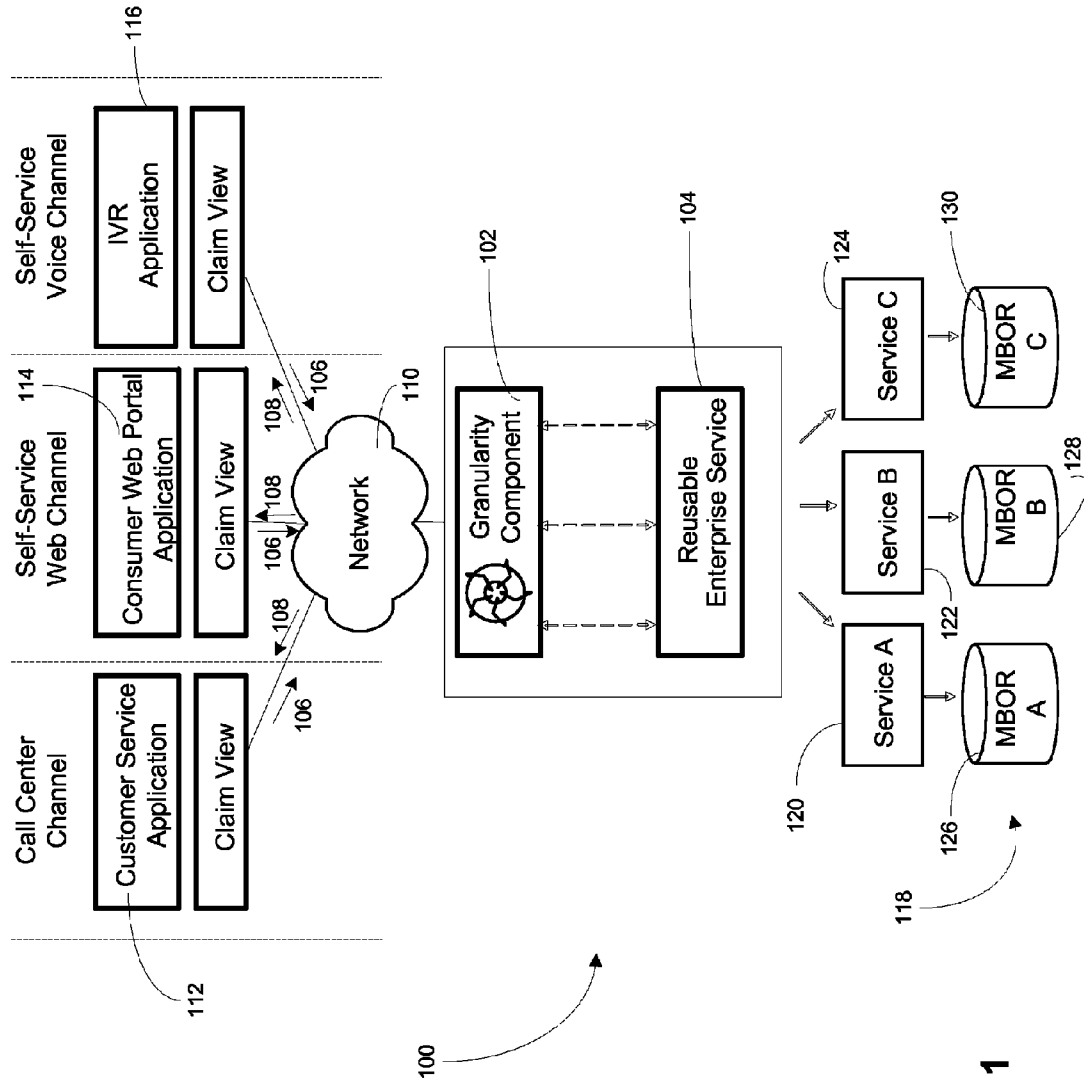 Call Center
Channel
Self-Service
Web Channel
Self-Service
Voice Channel
112
Customer Service
Application
114
Consumer Web Portal
Application
116
IVR
Application
Claim View
Claim View
Claim View
106
108
106
108
108
106
110
Network
102
Granularity
Component
104
Reusable
Enterprise Service
100
120
Service A
122
Service B
124
Service C
118
126
MBOR
A
128
MBOR
B
130
MBOR
C
1